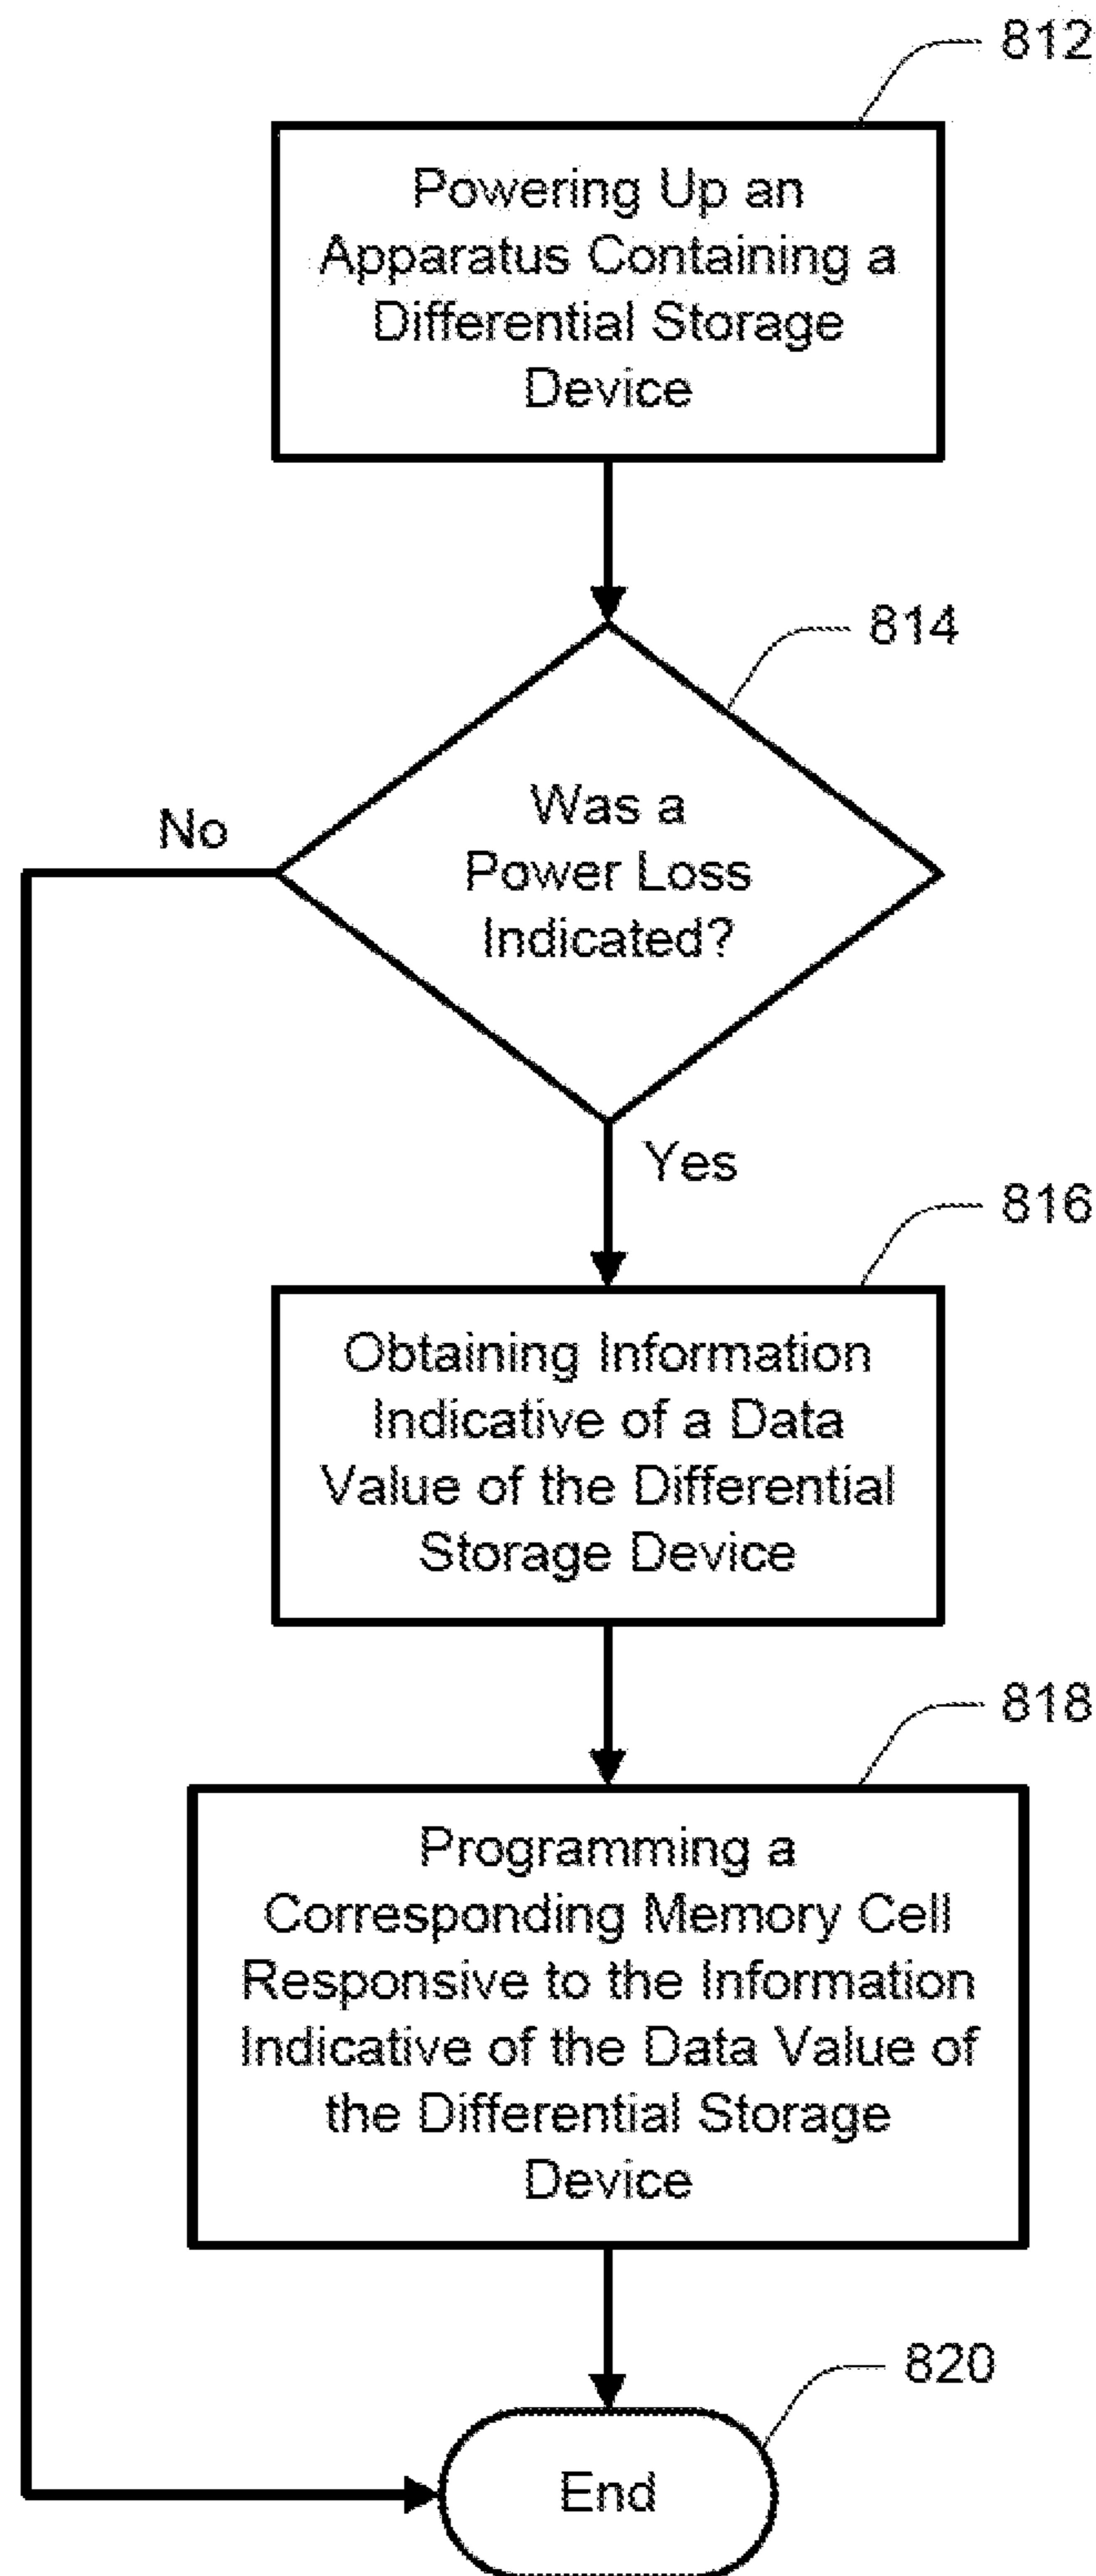 812
Powering Up an
Apparatus Containing a
Differential Storage
Device
814
Was a
Power Loss
Indicated?
No
Yes
816
Obtaining Information
Indicative of a Data
Value of the Differential
Storage Device
818
Programming a
Corresponding Memory Cell
Responsive to the Information
Indicative of the Data Value of
the Differential Storage
Device
820
End